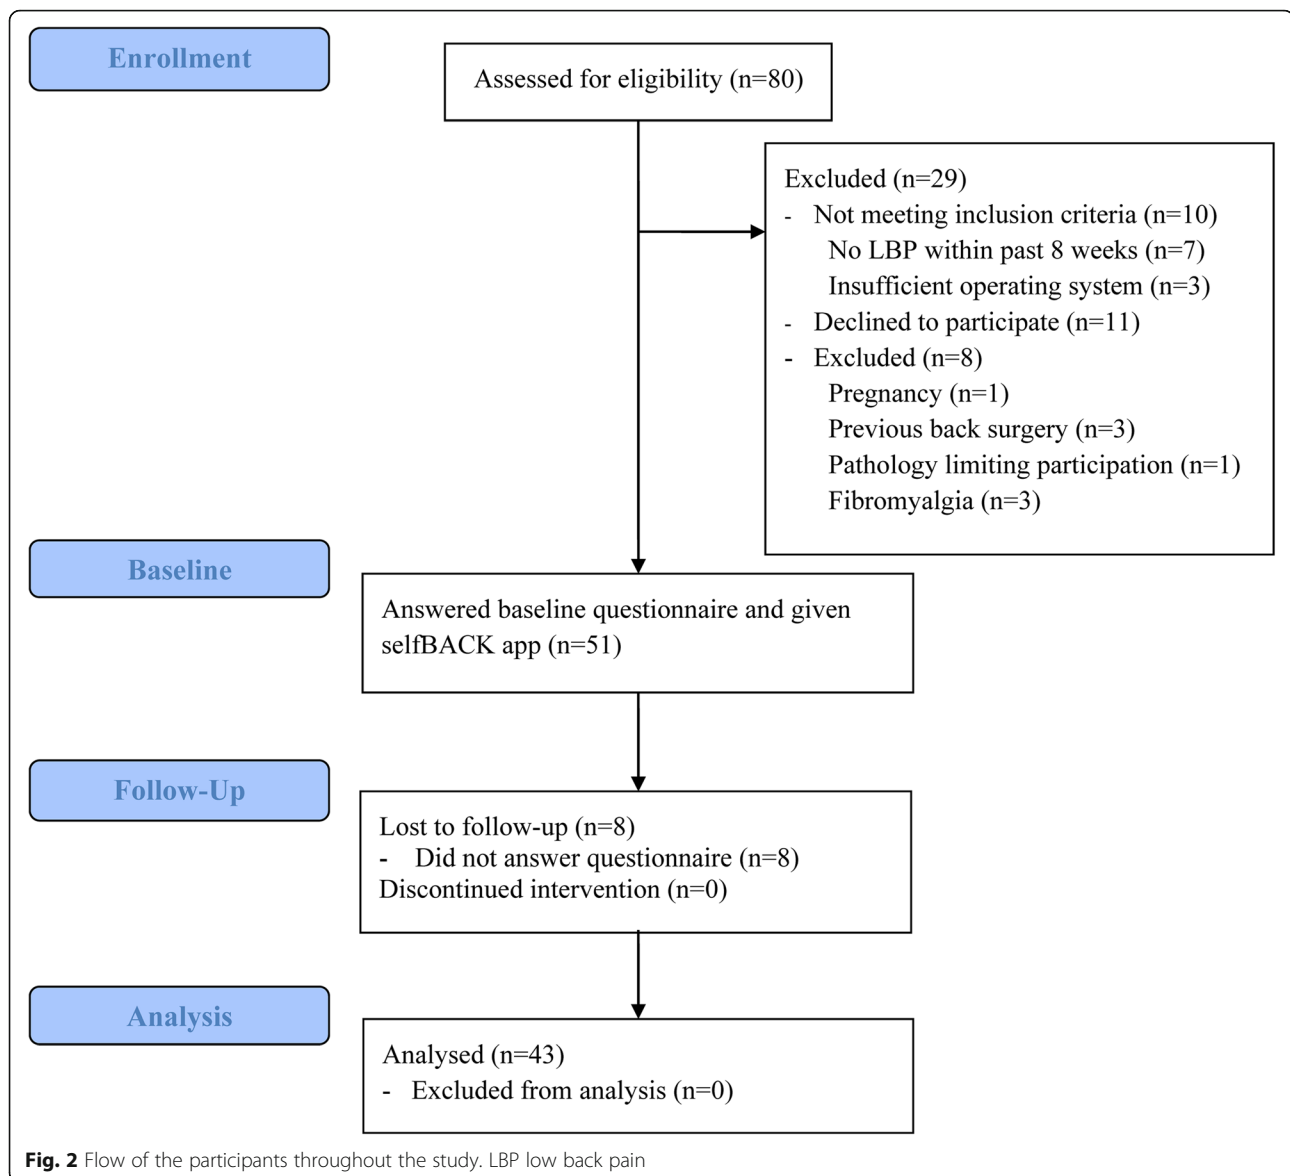 Enrollment
Assessed for eligibility (n=80)
Excluded (n=29)
- Not meeting inclusion criteria (n=10)
No LBP within past 8 weeks (n=7)
Insufficient operating system (n=3)
- Declined to participate (n=11)
- Excluded (n=8)
Pregnancy (n=1)
Previous back surgery (n=3)
Pathology limiting participation (n=1)
Fibromyalgia (n=3)
Baseline
Answered baseline questionnaire and given
selfBACK app (n=51)
Follow-Up
Lost to follow-up (n=8)
- Did not answer questionnaire (n=8)
Discontinued intervention (n=0)
Analysis
Analysed (n=43)
- Excluded from analysis (n=0)
Fig. 2 Flow of the participants throughout the study. LBP low back pain